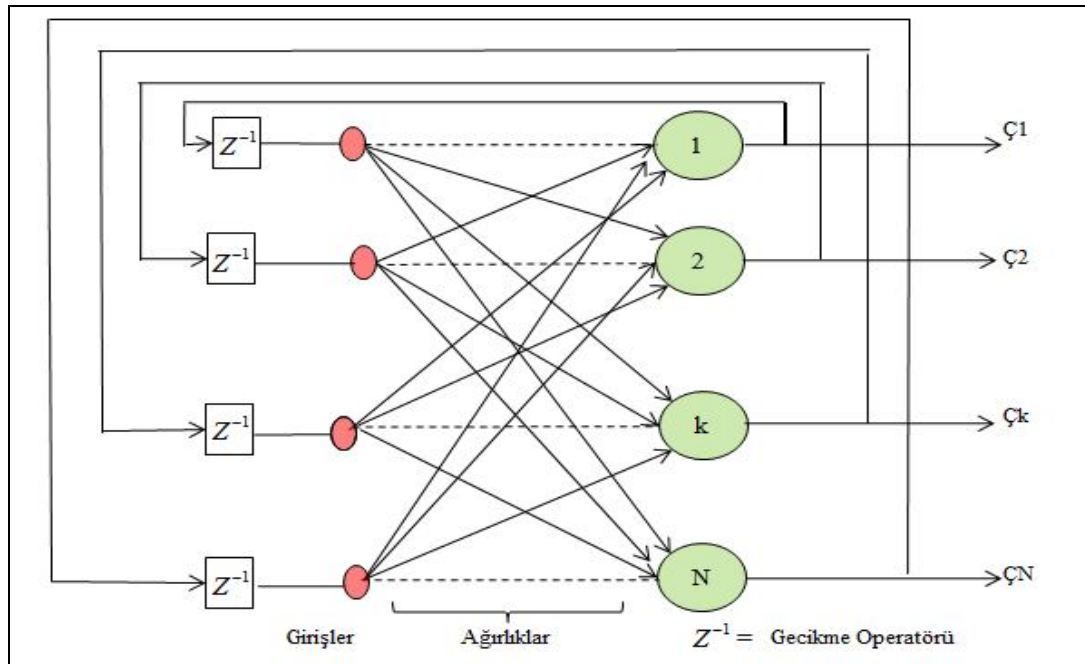 Z⁻¹ 1 Ç1
Z⁻¹ 2 Ç2
Z⁻¹ k Çk
Z⁻¹ N ÇN
Girişler Ağırlıklar Z⁻¹ = Gecikme Operatörü